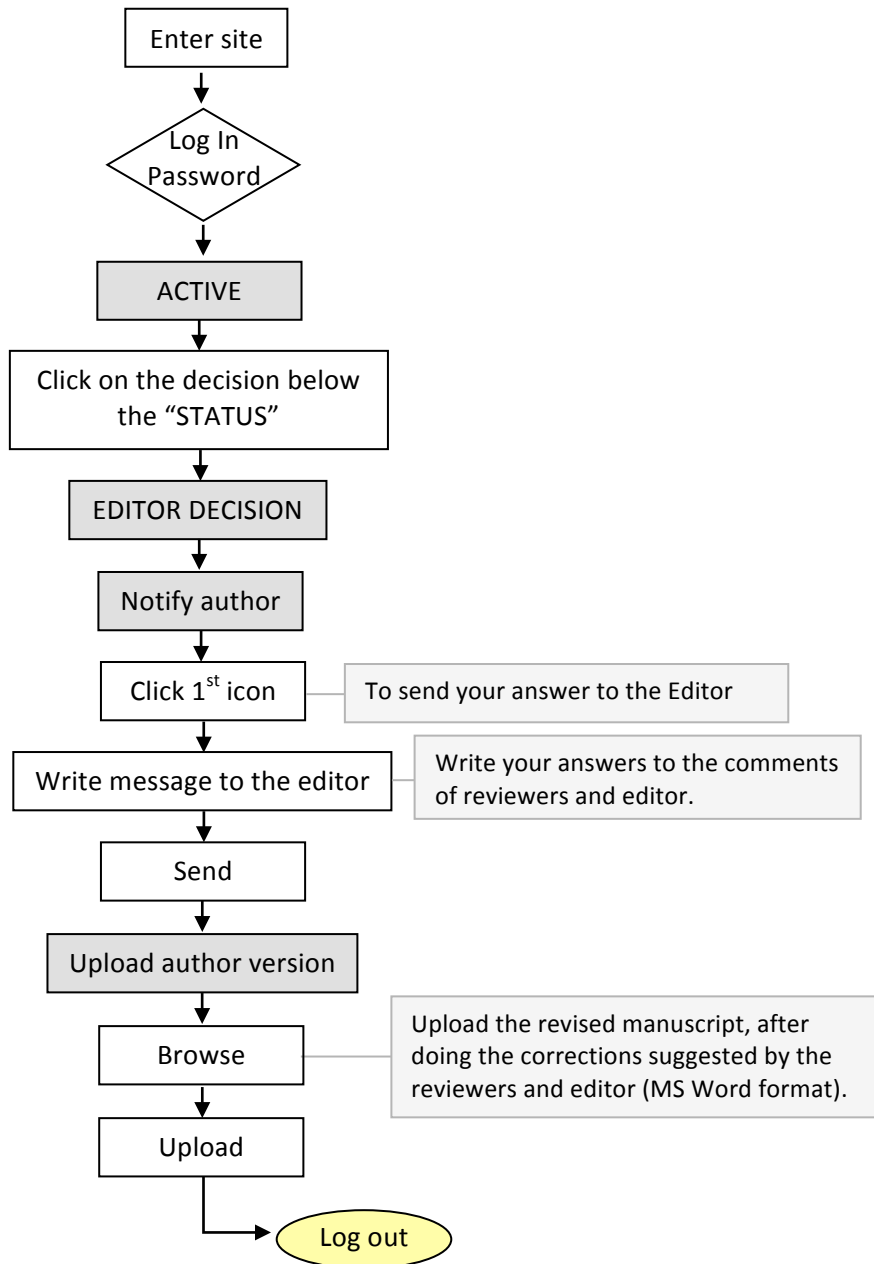 Enter site
Log In
Password
ACTIVE
Click on the decision below
the “STATUS”
EDITOR DECISION
Notify author
Click 1st icon
To send your answer to the Editor
Write message to the editor
Write your answers to the comments
of reviewers and editor.
Send
Upload author version
Browse
Upload the revised manuscript, after
doing the corrections suggested by the
reviewers and editor (MS Word format).
Upload
Log out